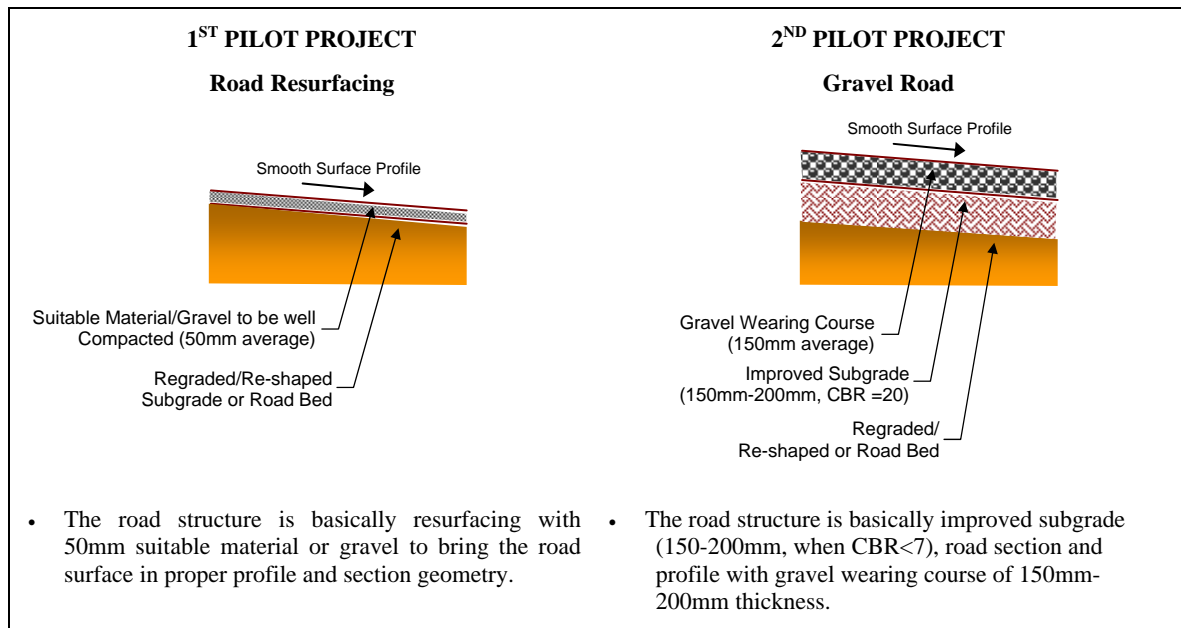 1ST PILOT PROJECT
Road Resurfacing
Smooth Surface Profile
Suitable Material/Gravel to be well
Compacted (50mm average)
Regraded/Re-shaped
Subgrade or Road Bed
• The road structure is basically resurfacing with
50mm suitable material or gravel to bring the road
surface in proper profile and section geometry.
2ND PILOT PROJECT
Gravel Road
Smooth Surface Profile
Gravel Wearing Course
(150mm average)
Improved Subgrade
(150mm-200mm, CBR =20)
Regraded/
Re-shaped or Road Bed
• The road structure is basically improved subgrade
(150-200mm, when CBR<7), road section and
profile with gravel wearing course of 150mm-
200mm thickness.